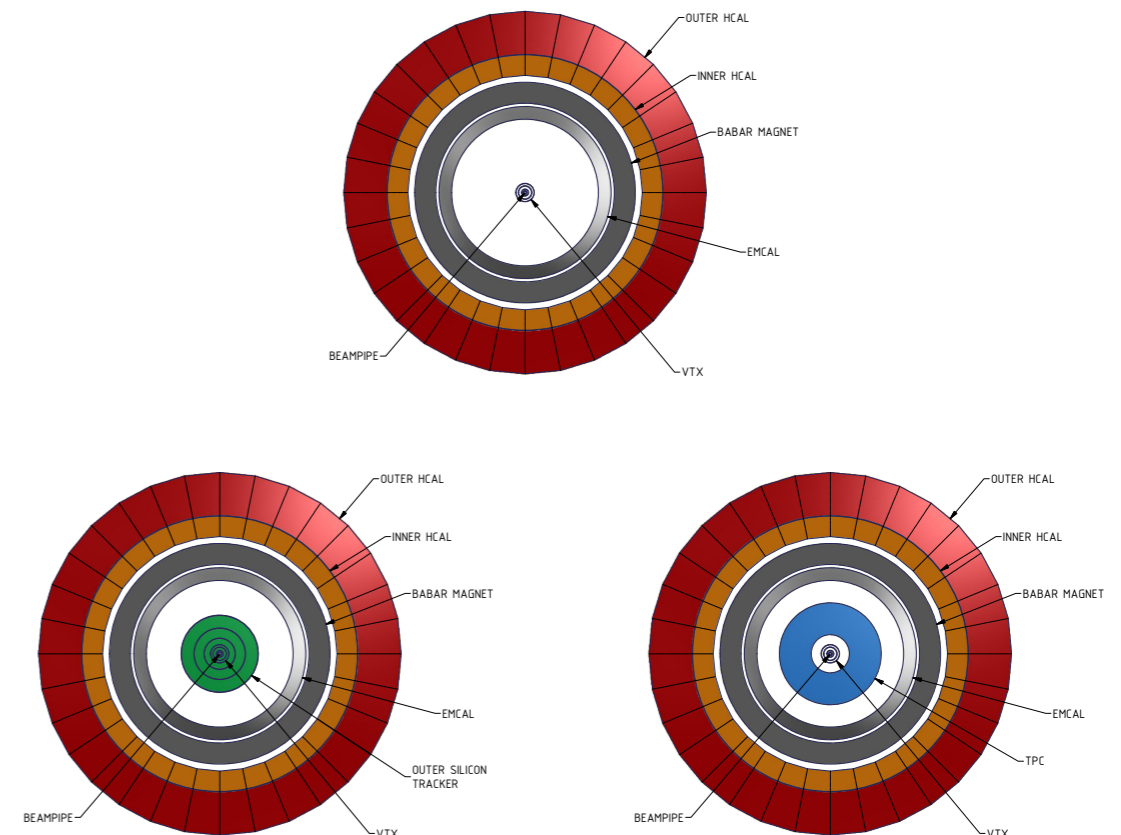 OUTER HCAL
INNER HCAL
BABAR MAGNET
EMCAL
BEAMPIPE
VTX
OUTER HCAL
INNER HCAL
BABAR MAGNET
EMCAL
OUTER SILICON
TRACKER
BEAMPIPE
VTX
OUTER HCAL
INNER HCAL
BABAR MAGNET
EMCAL
TPC
BEAMPIPE
VTX